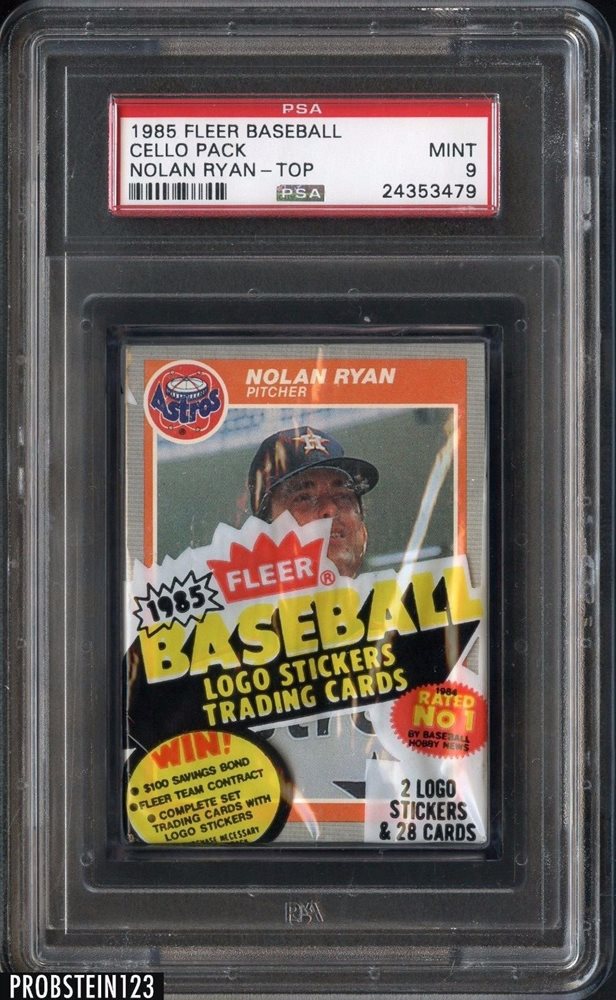 PSA
1985 FLEER BASEBALL
CELLO PACK MINT
NOLAN RYAN - TOP 9
PSA 24353479
Astros
NOLAN RYAN
PITCHER
FLEER®
1985
BASEBALL
LOGO STICKERS
TRADING CARDS
1984
RATED
NO 1
BY BASEBALL
HOBBY NEWS
WIN!
• $100 SAVINGS BOND
• FLEER TEAM CONTRACT
• COMPLETE SET
TRADING CARDS WITH
LOGO STICKERS
NECESSARY
2 LOGO
STICKERS
& 28 CARDS
PSA
PROBSTEIN123